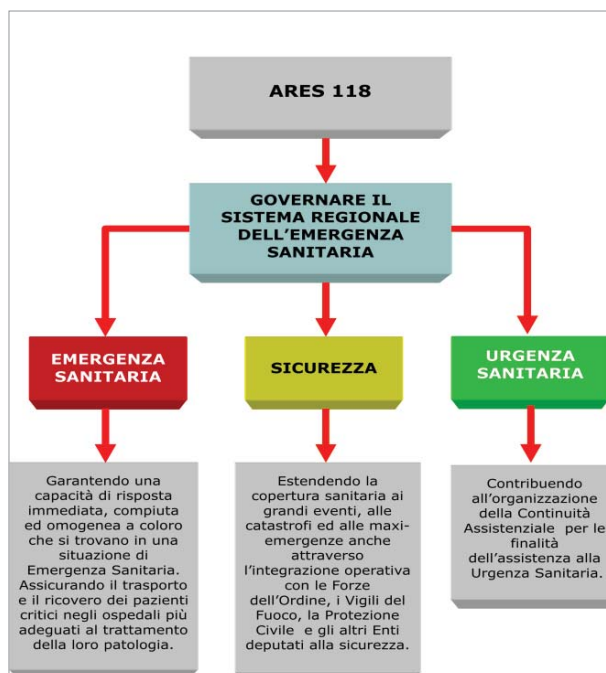 ARES 118
GOVERNARE IL
SISTEMA REGIONALE
DELL'EMERGENZA
SANITARIA
EMERGENZA
SANITARIA
SICUREZZA
URGENZA
SANITARIA
Garantendo una
capacità di risposta
immediata, compiuta
ed omogenea a coloro
che si trovano in una
situazione di
Emergenza Sanitaria.
Assicurando il trasporto
e il ricovero dei pazienti
critici negli ospedali più
adeguati al trattamento
della loro patologia.
Estendendo la
copertura sanitaria ai
grandi eventi, alle
catastrofi ed alle maxi-
emergenze anche
attraverso
l'integrazione operativa
con le Forze
dell'Ordine, i Vigili del
Fuoco, la Protezione
Civile e gli altri Enti
deputati alla sicurezza.
Contribuendo
all'organizzazione
della Continuità
Assistenziale per le
finalità
dell'assistenza alla
Urgenza Sanitaria.